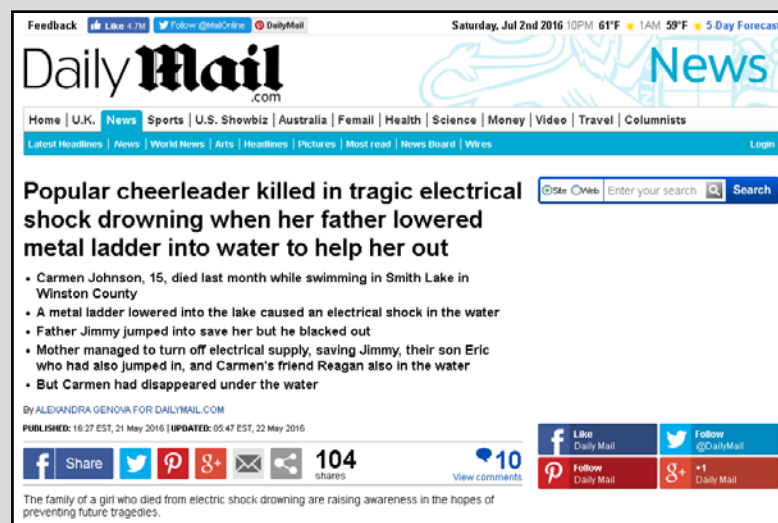 Feedback Like 4.7M Follow @MailOnline DailyMail Saturday, Jul 2nd 2016 10PM 61°F 1AM 59°F 5-Day Forecast
Daily Mail .com News
Home | U.K. News Sports | U.S. Showbiz | Australia | Femail | Health | Science | Money | Video | Travel | Columnists
Latest Headlines | News | World News | Arts | Headlines | Pictures | Most read | News Board | Wires Login
Site Web Enter your search Search
Popular cheerleader killed in tragic electrical
shock drowning when her father lowered
metal ladder into water to help her out
• Carmen Johnson, 15, died last month while swimming in Smith Lake in
Winston County
• A metal ladder lowered into the lake caused an electrical shock in the water
• Father Jimmy jumped into save her but he blacked out
• Mother managed to turn off electrical supply, saving Jimmy, their son Eric
who had also jumped in, and Carmen's friend Reagan also in the water
• But Carmen had disappeared under the water
By ALEXANDRA GENOVA FOR DAILYMAIL.COM
PUBLISHED: 16:27 EST, 21 May 2016 | UPDATED: 05:47 EST, 22 May 2016
f Share 8+ 104 shares 10 View comments
Like Daily Mail
Follow @DailyMail
Follow Daily Mail
+1 Daily Mail
The family of a girl who died from electric shock drowning are raising awareness in the hopes of
preventing future tragedies.